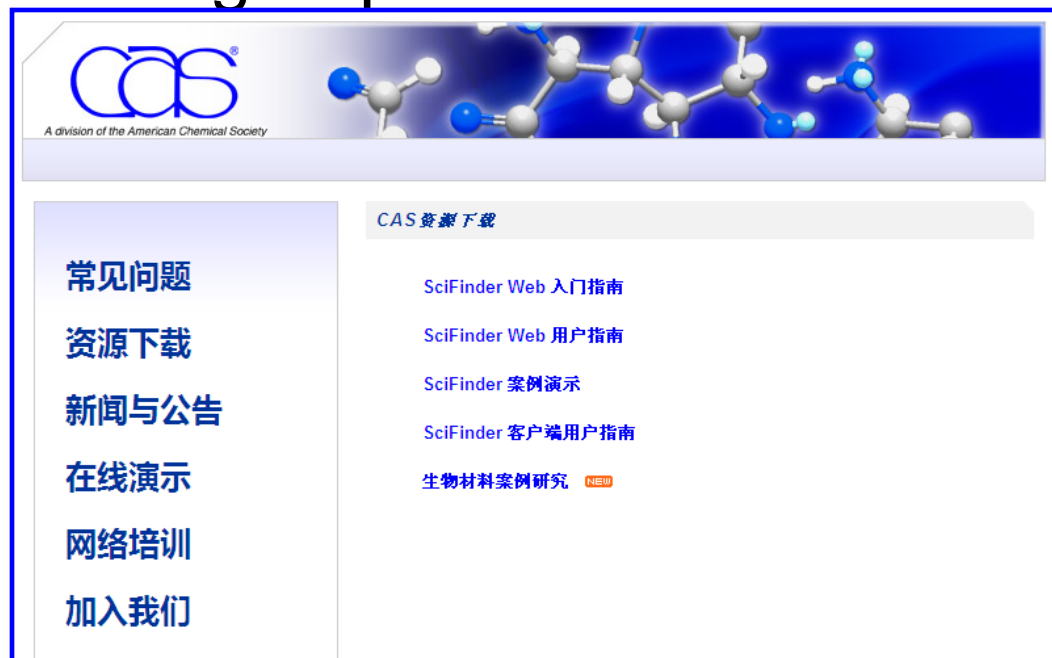 cas®
A division of the American Chemical Society
CAS资源下载
常见问题
资源下载
新闻与公告
在线演示
网络培训
加入我们
SciFinder Web 入门指南
SciFinder Web 用户指南
SciFinder 案例演示
SciFinder 客户端用户指南
生物材料案例研究 NEW